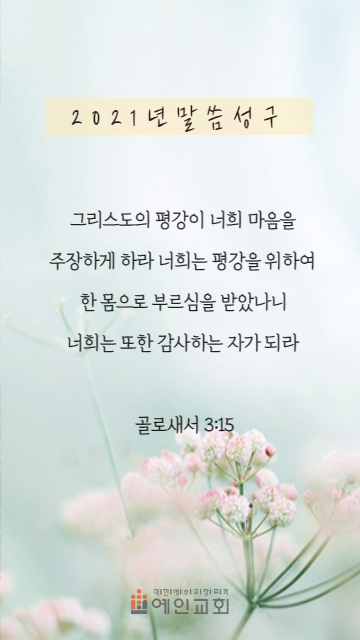 2021년말씀성구
그리스도의 평강이 너희 마음을
주장하게 하라 너희는 평강을 위하여
한 몸으로 부르심을 받았나니
너희는 또한 감사하는 자가 되라
골로새서 3:15
예인교회